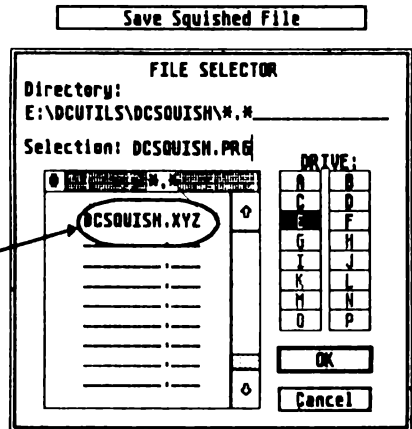 Save Squished File
FILE SELECTOR
Directory:
E:\DCUTILS\DCSQUISH\*.*
Selection: DCSQUISH.PRG
DRIVE:
*.*
DCSQUISH.XYZ
A B
C D
E F
G H
I J
K L
M N
O P
OK
Cancel